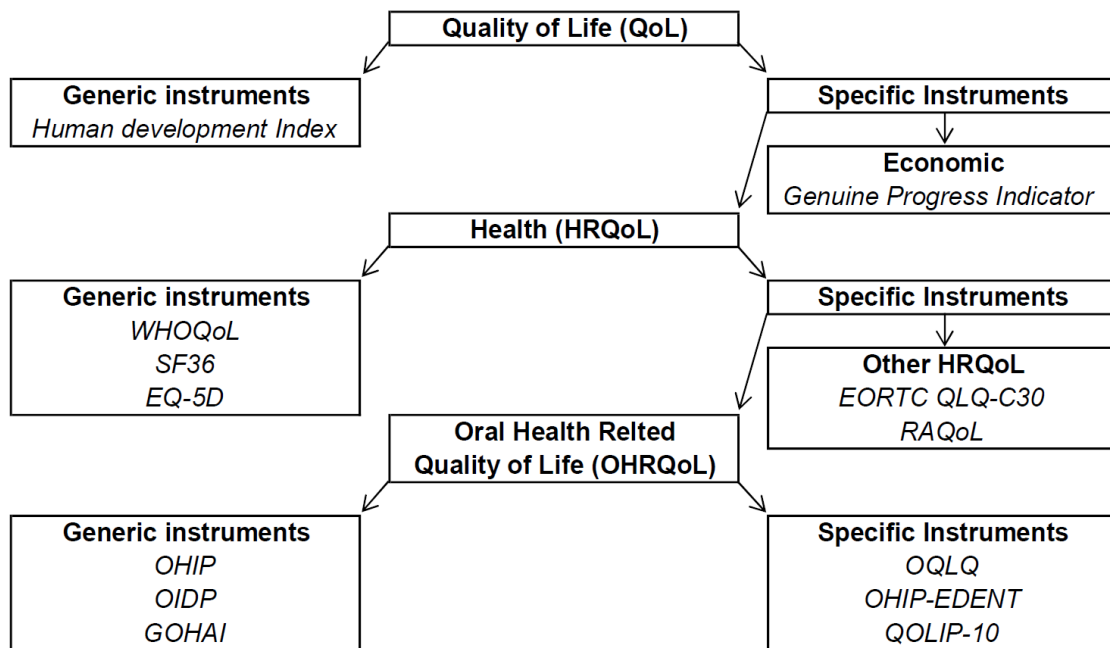 Quality of Life (QoL)
Generic instruments
Human development Index
Specific Instruments
Economic
Genuine Progress Indicator
Health (HRQoL)
Generic instruments
WHOQoL
SF36
EQ-5D
Specific Instruments
Other HRQoL
EORTC QLQ-C30
RAQoL
Oral Health Relted
Quality of Life (OHRQoL)
Generic instruments
OHIP
OIDP
GOHAI
Specific Instruments
OQLQ
OHIP-EDENT
QOLIP-10